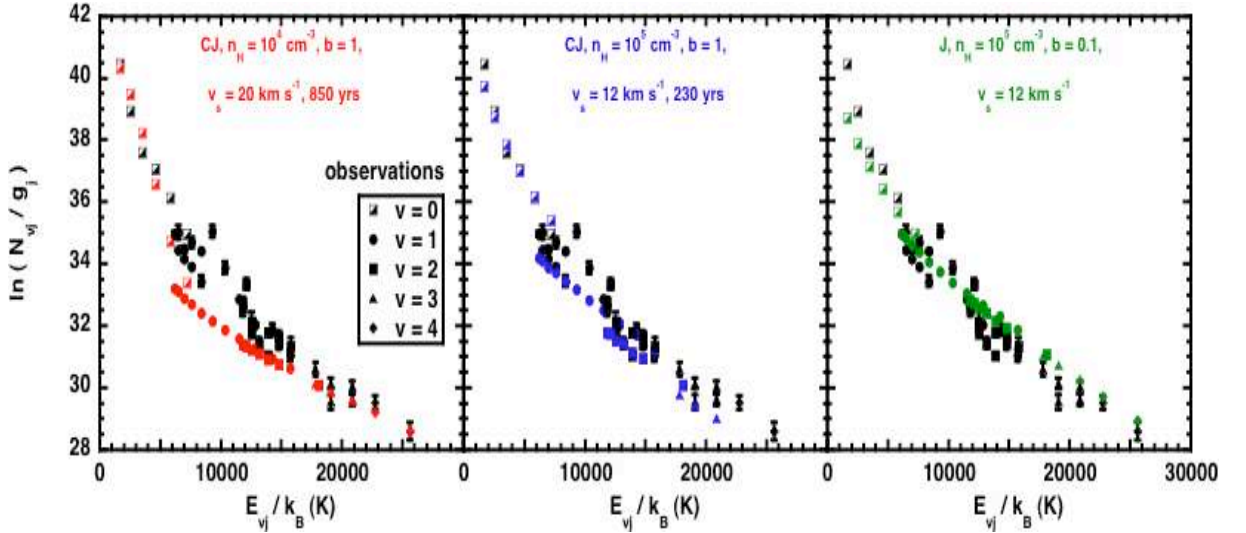 42
40
38
36
34
32
30
28
ln ( N_vj / g_j )
CJ, n_H = 10^4 cm^-3, b = 1,
v_s = 20 km s^-1, 850 yrs
observations
v = 0
v = 1
v = 2
v = 3
v = 4
CJ, n_H = 10^5 cm^-3, b = 1,
v_s = 12 km s^-1, 230 yrs
J, n_H = 10^5 cm^-3, b = 0.1,
v_s = 12 km s^-1
0 10000 20000 0 10000 20000 0 10000 20000 30000
E_vj / k_B (K) E_vj / k_B (K) E_vj / k_B (K)